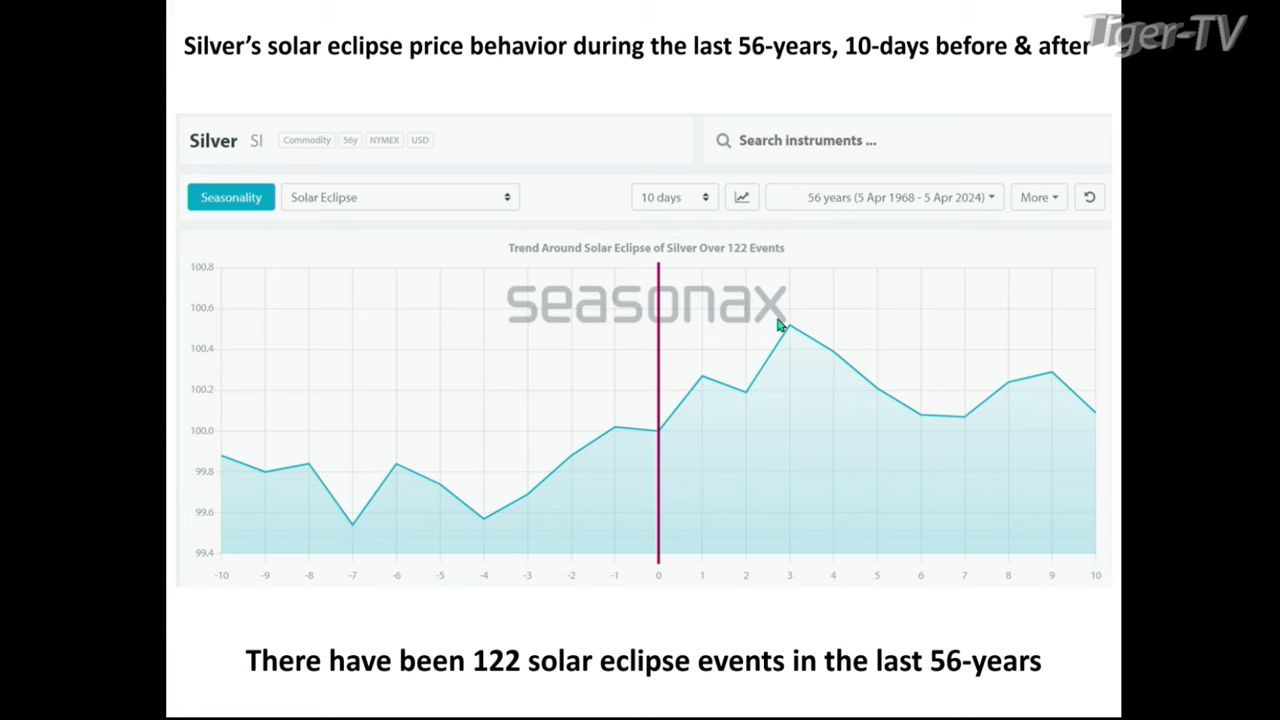 Tiger-TV
Silver's solar eclipse price behavior during the last 56-years, 10-days before & after
Silver SI Commodity 56y NYMEX USD Search instruments ...
Seasonality Solar Eclipse 10 days 56 years (5 Apr 1968 - 5 Apr 2024) More
Trend Around Solar Eclipse of Silver Over 122 Events
seasonax
100.8
100.6
100.4
100.2
100.0
99.8
99.6
99.4
-10 -9 -8 -7 -6 -5 -4 -3 -2 -1 0 1 2 3 4 5 6 7 8 9 10
There have been 122 solar eclipse events in the last 56-years